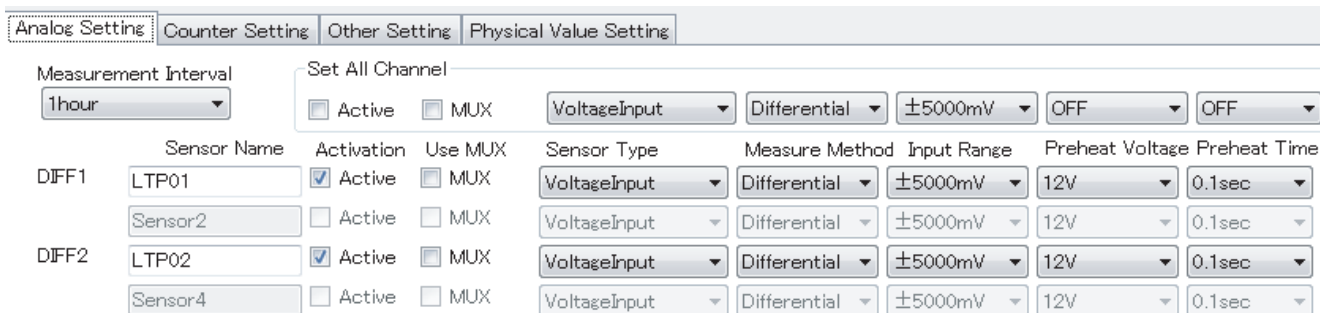 Analog Setting Counter Setting Other Setting Physical Value Setting
Measurement Interval Set All Channel
1hour Active MUX VoltageInput Differential ±5000mV OFF OFF
Sensor Name Activation Use MUX Sensor Type Measure Method Input Range Preheat Voltage Preheat Time
DIFF1 LTP01 Active MUX VoltageInput Differential ±5000mV 12V 0.1sec
Sensor2 Active MUX VoltageInput Differential ±5000mV 12V 0.1sec
DIFF2 LTP02 Active MUX VoltageInput Differential ±5000mV 12V 0.1sec
Sensor4 Active MUX VoltageInput Differential ±5000mV 12V 0.1sec